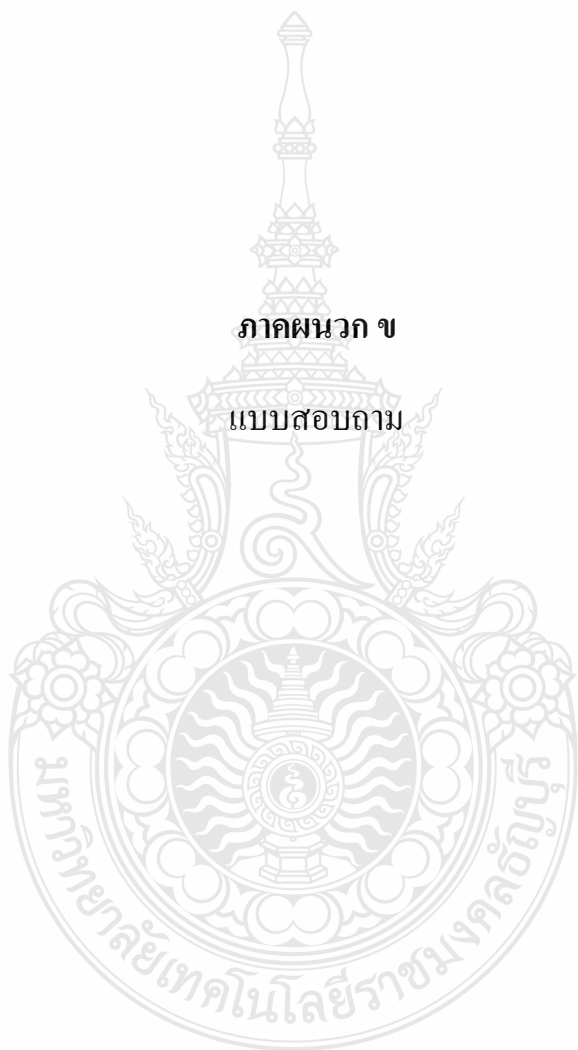 ภาคผนวก ข
แบบสอบถาม
มหาวิทยาลัยเทคโนโลยีราชมงคลธัญบุรี